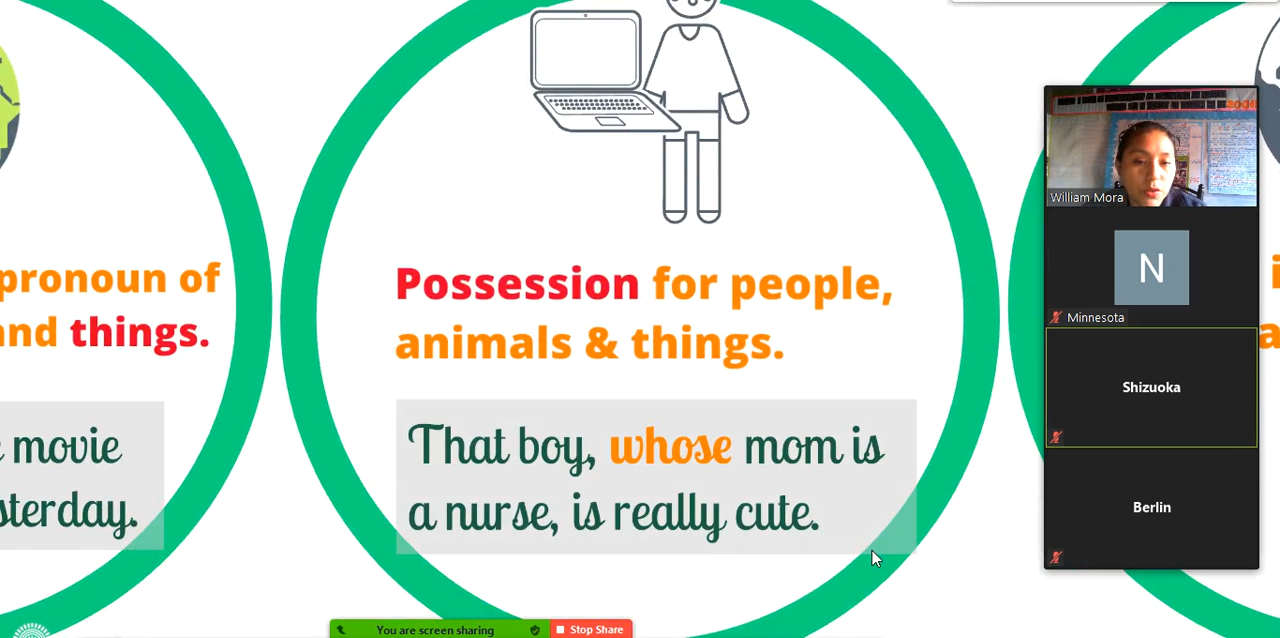 pronoun of
and things.
movie
sterday.
Possession for people,
animals & things.
That boy, whose mom is
a nurse, is really cute.
William Mora
N
Minnesota
Shizuoka
Berlin
You are screen sharing
Stop Share